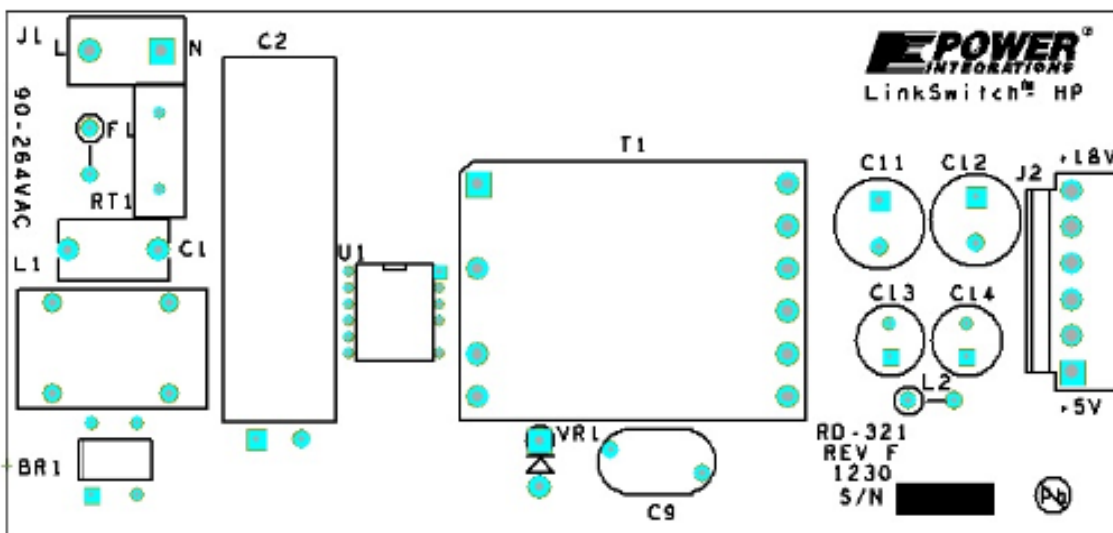 J1
L
N
C2
POWER®
INTEGRATIONS
LinkSwitch™ HP
90-264VAC
F1
RT1
T1
C11
C12
J2
+18V
L1
C1
U1
C13
C14
L2
+5V
BR1
VR1
C9
RD-321
REV F
1230
S/N
Pb